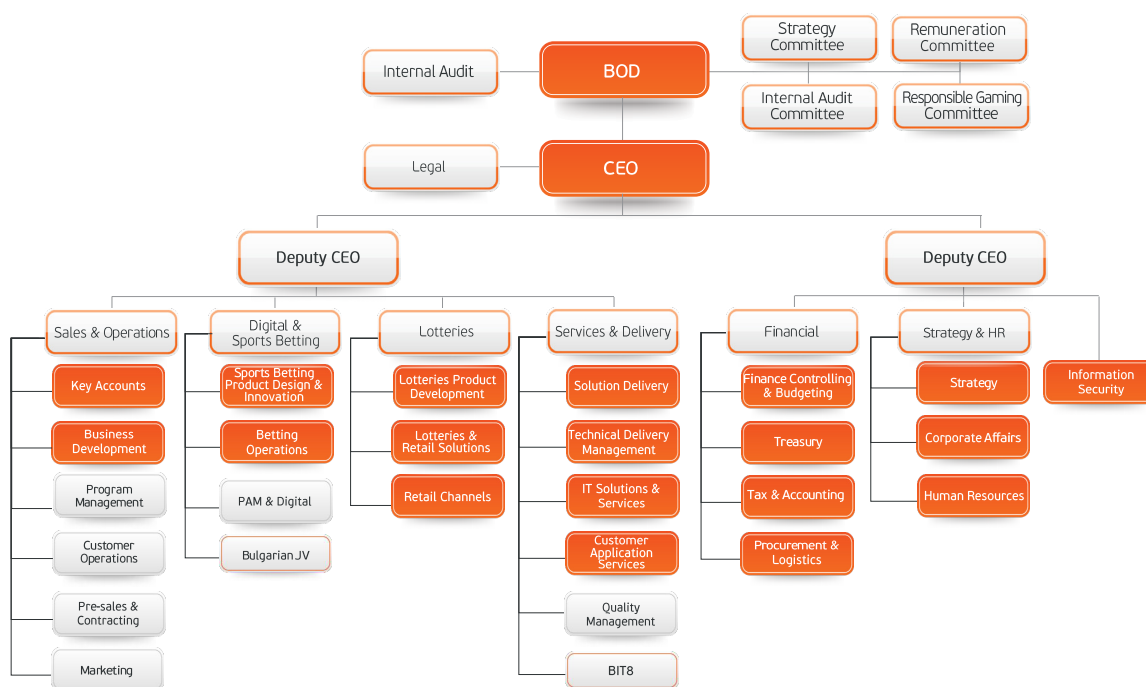 Strategy
Committee
Remuneration
Committee
Internal Audit
BOD
Internal Audit
Committee
Responsible Gaming
Committee
Legal
CEO
Deputy CEO
Deputy CEO
Sales & Operations
Digital &
Sports Betting
Lotteries
Services & Delivery
Financial
Strategy & HR
Key Accounts
Business
Development
Program
Management
Customer
Operations
Pre-sales &
Contracting
Marketing
Sports Betting
Product Design &
Innovation
Betting
Operations
PAM & Digital
Bulgarian JV
Lotteries Product
Development
Lotteries &
Retail Solutions
Retail Channels
Solution Delivery
Technical Delivery
Management
IT Solutions &
Services
Customer
Application
Services
Quality
Management
BIT8
Finance Controlling
& Budgeting
Treasury
Tax & Accounting
Procurement &
Logistics
Strategy
Corporate Affairs
Human Resources
Information
Security